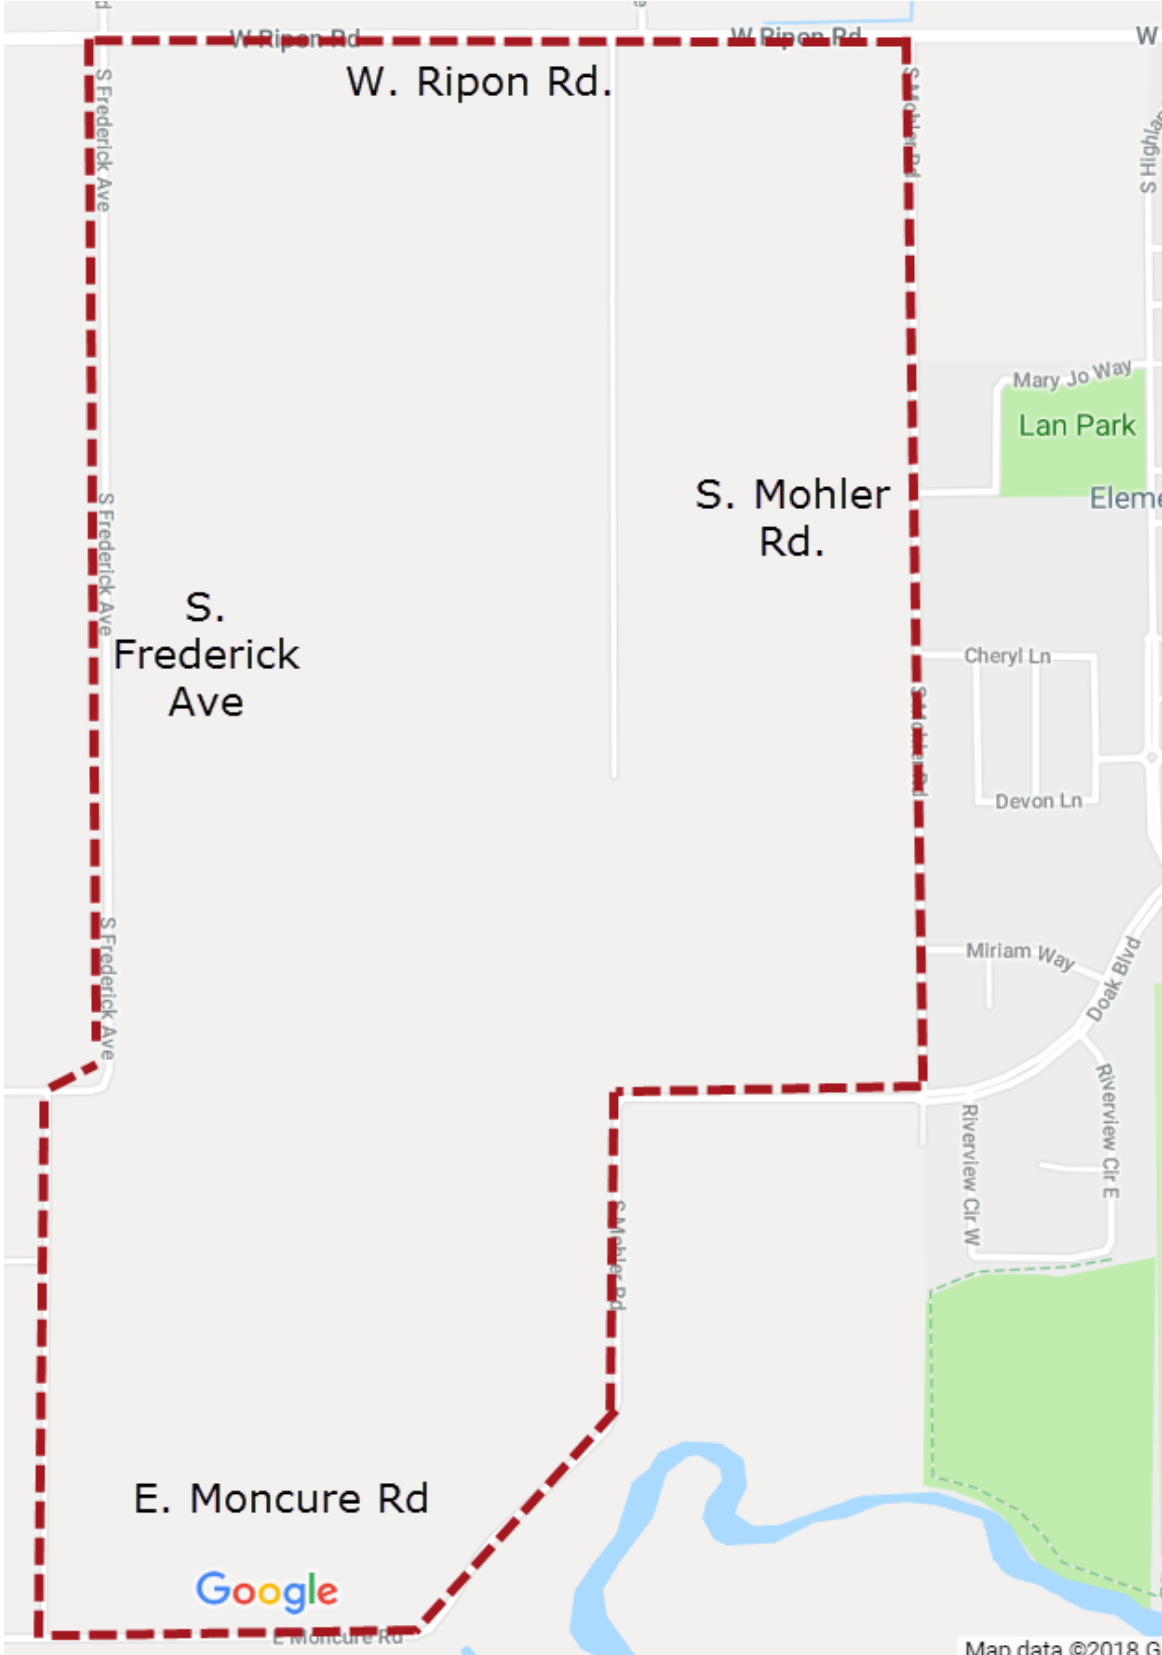 d
e
W Ripon Rd
W Ripon Rd
W
W. Ripon Rd.
S Frederick Ave
S Mohler Rd
S Highlan
Mary Jo Way
Lan Park
S. Mohler
Rd.
Eleme
S Frederick Ave
S.
Frederick
Ave
Cheryl Ln
S Mohler Rd
Devon Ln
S Frederick Ave
Miriam Way
Doak Blvd
Riverview Cir E
Riverview Cir W
S Mohler Rd
E. Moncure Rd
Google
E Moncure Rd
Map data ©2018 G